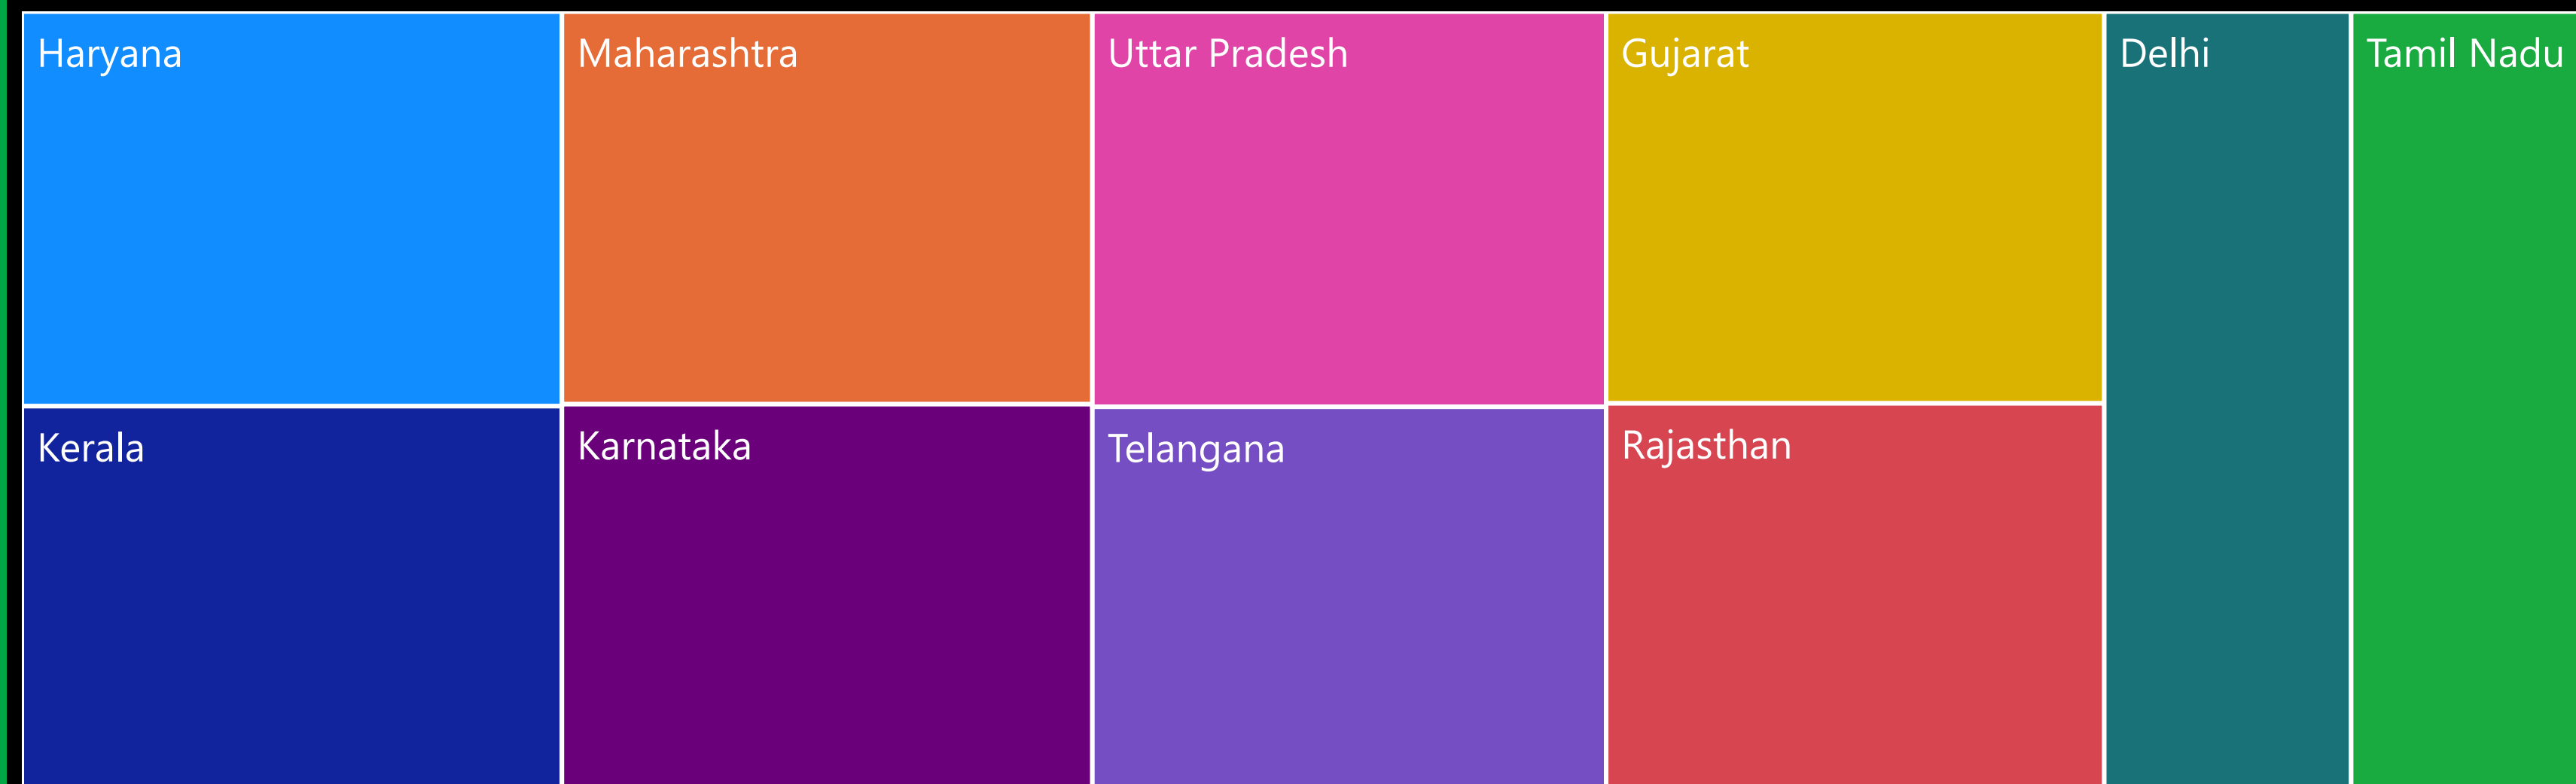 Haryana
Maharashtra
Uttar Pradesh
Gujarat
Delhi
Tamil Nadu
Kerala
Karnataka
Telangana
Rajasthan